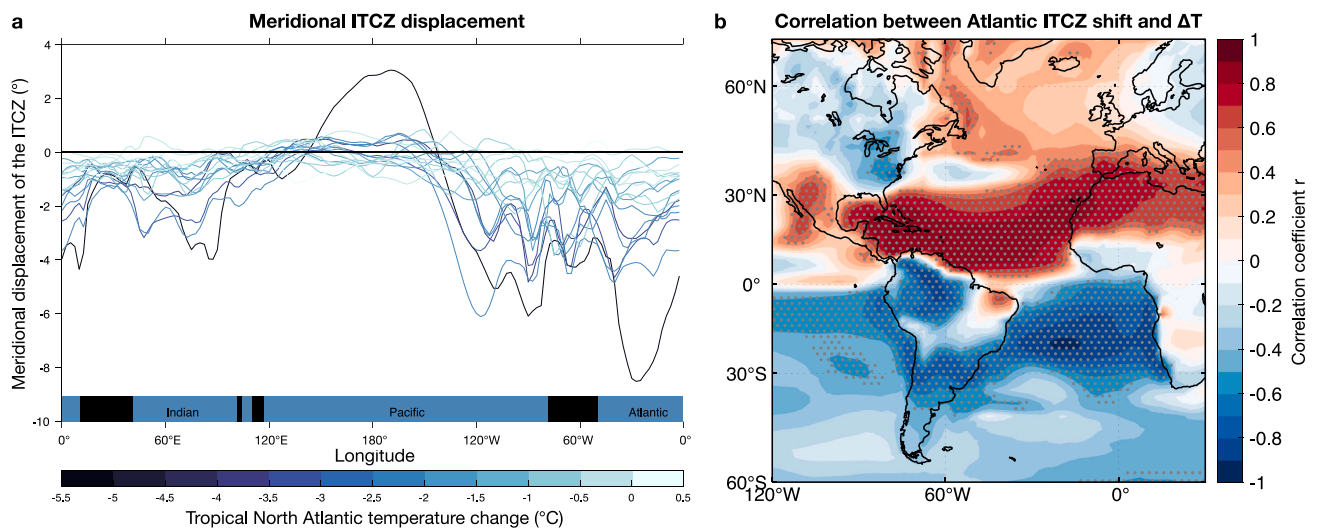 a Meridional ITCZ displacement
4
2
0
-2
-4
-6
-8
-10
Meridional displacement of the ITCZ (°)
Indian Pacific Atlantic
0° 60°E 120°E 180° 120°W 60°W 0°
Longitude
-5.5 -5 -4.5 -4 -3.5 -3 -2.5 -2 -1.5 -1 -0.5 0 0.5
Tropical North Atlantic temperature change (°C)
b Correlation between Atlantic ITCZ shift and ΔT
60°N
30°N
0°
30°S
60°S
120°W 60°W 0°
1
0.8
0.6
0.4
0.2
0
-0.2
-0.4
-0.6
-0.8
-1
Correlation coefficient r